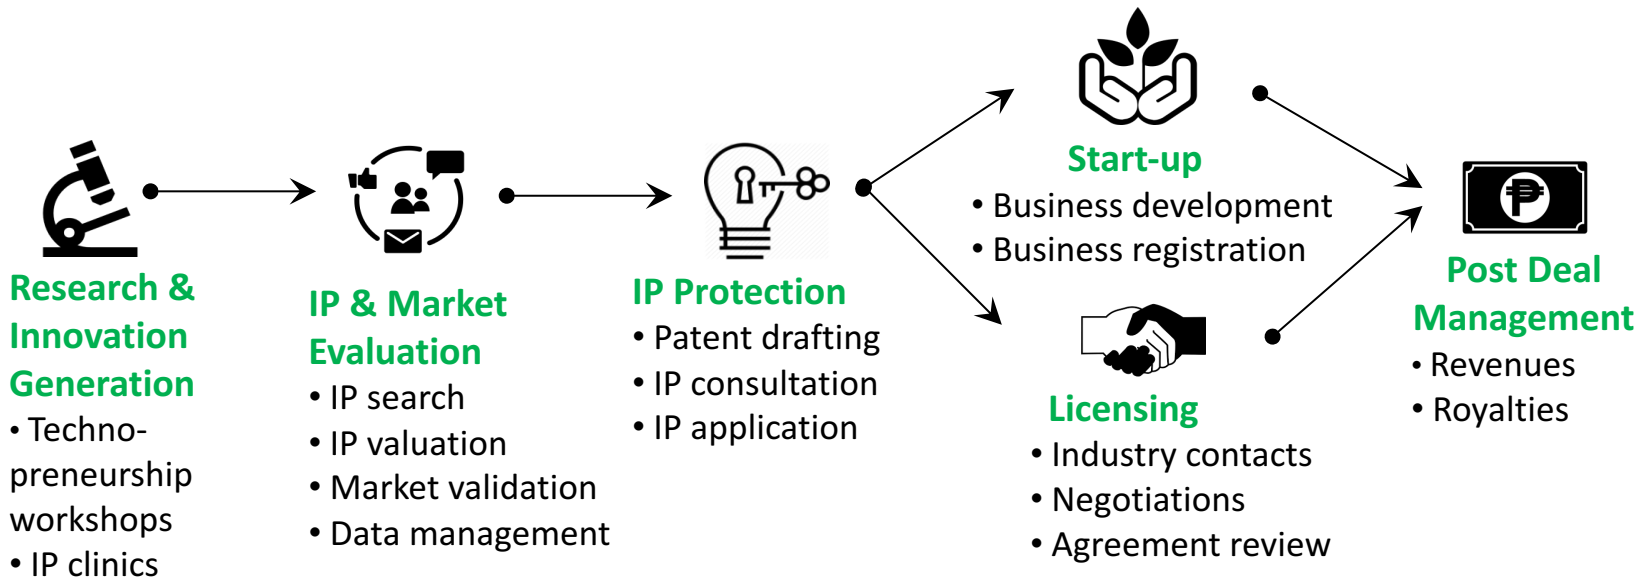 Research &
Innovation
Generation
• Techno-
preneurship
workshops
• IP clinics
IP & Market
Evaluation
• IP search
• IP valuation
• Market validation
• Data management
IP Protection
• Patent drafting
• IP consultation
• IP application
Start-up
• Business development
• Business registration
Licensing
• Industry contacts
• Negotiations
• Agreement review
₱
Post Deal
Management
• Revenues
• Royalties